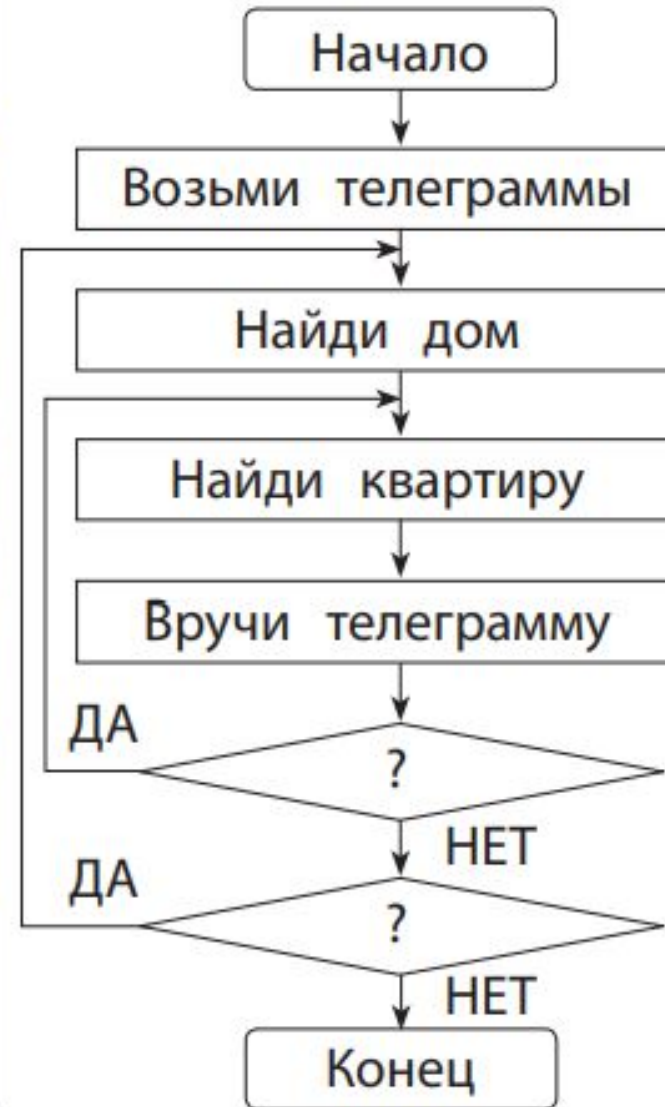 Начало
Возьми телеграммы
Найди дом
Найди квартиру
Вручи телеграмму
ДА
?
НЕТ
ДА
?
НЕТ
Конец